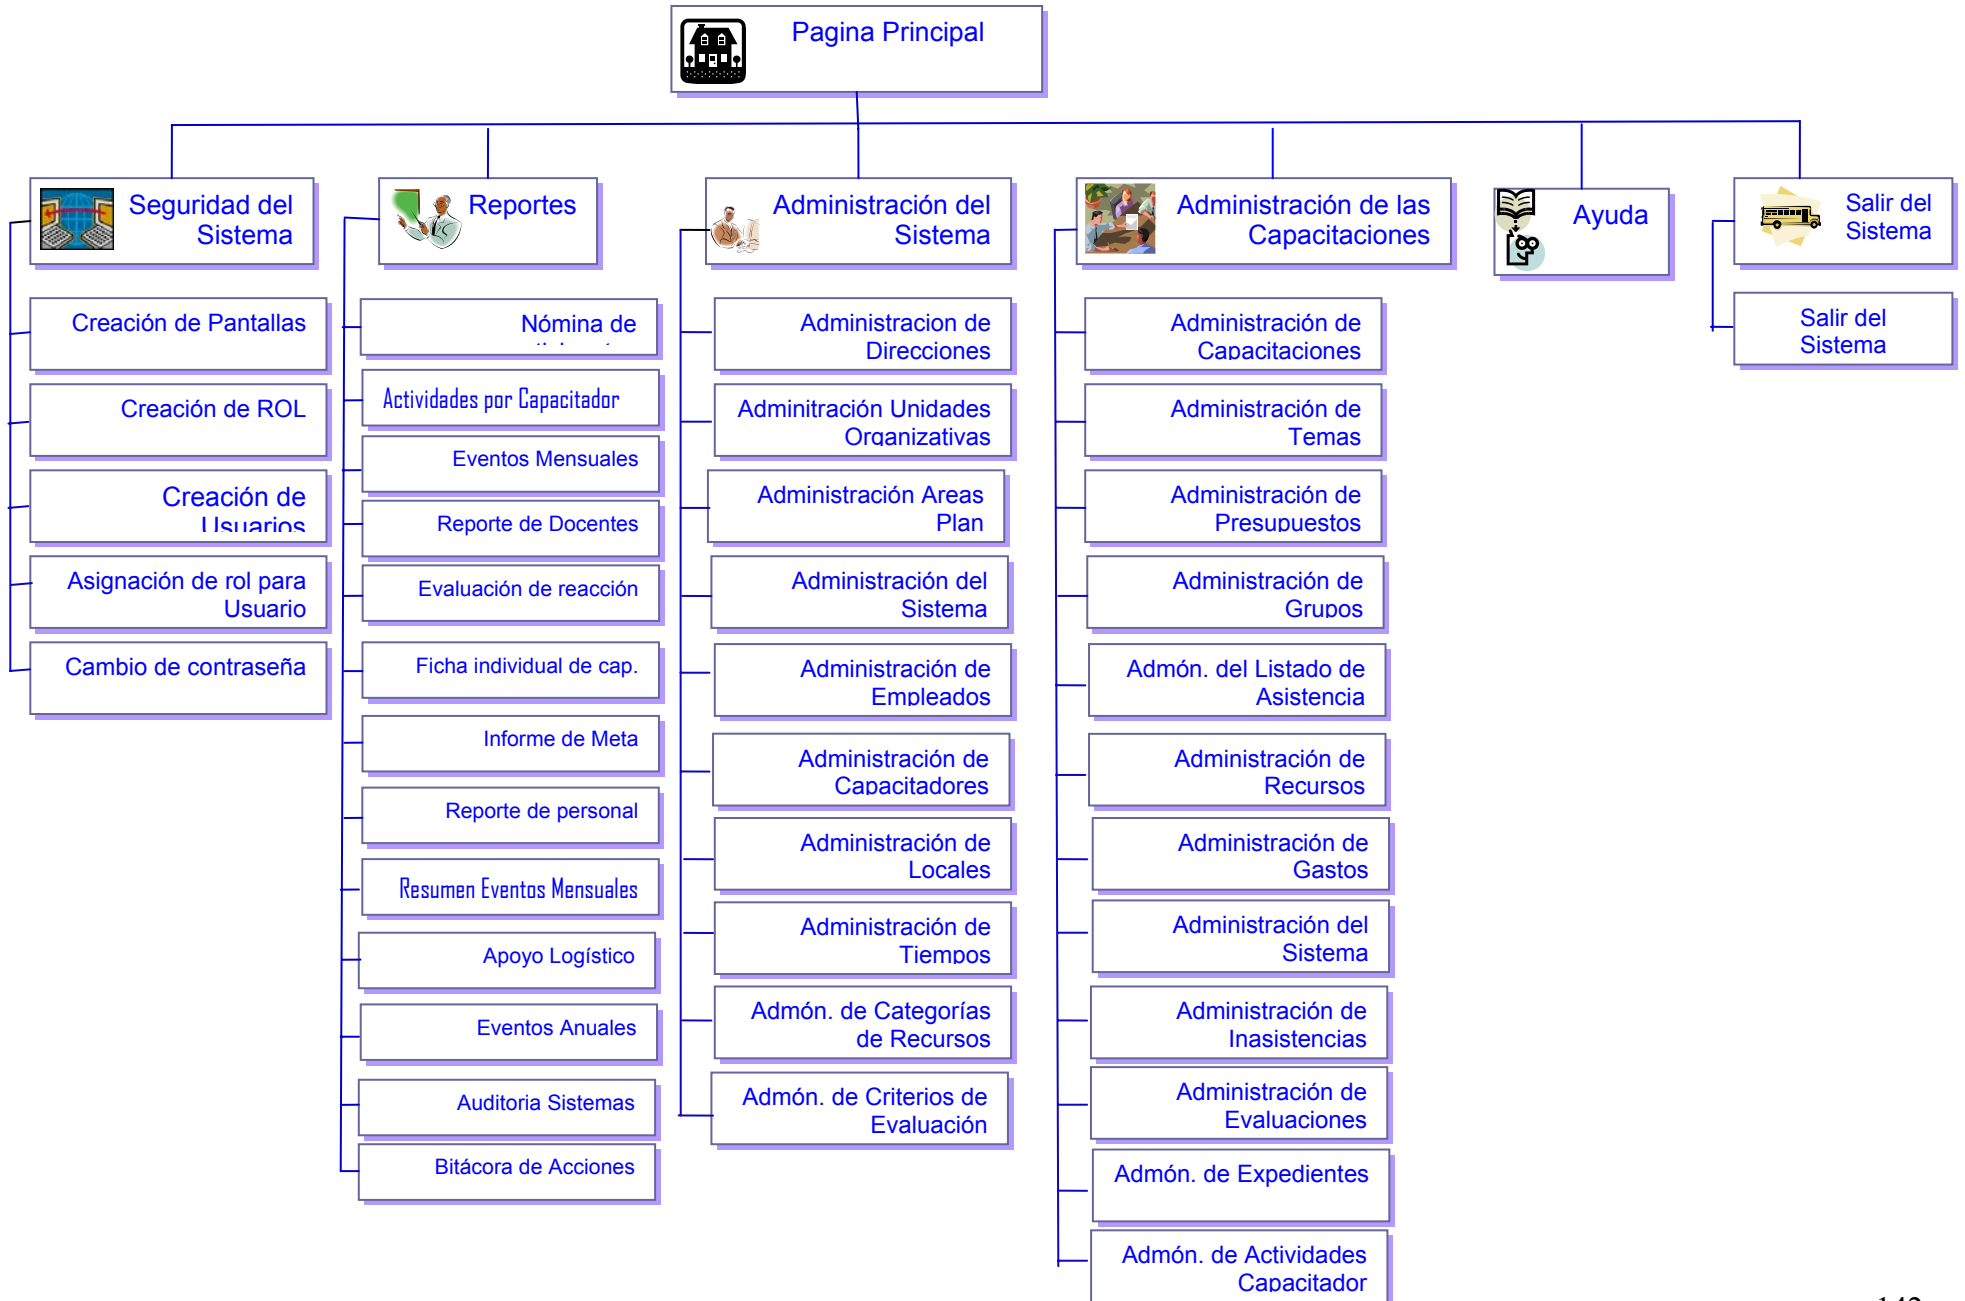 Pagina Principal
Seguridad del
Sistema
Creación de Pantallas
Creación de ROL
Creación de
Usuarios
Asignación de rol para
Usuario
Cambio de contraseña
Reportes
Nómina de
Actividades por Capacitador
Eventos Mensuales
Reporte de Docentes
Evaluación de reacción
Ficha individual de cap.
Informe de Meta
Reporte de personal
Resumen Eventos Mensuales
Apoyo Logístico
Eventos Anuales
Auditoria Sistemas
Bitácora de Acciones
Administración del
Sistema
Administracion de
Direcciones
Adminitración Unidades
Organizativas
Administración Areas
Plan
Administración del
Sistema
Administración de
Empleados
Administración de
Capacitadores
Administración de
Locales
Administración de
Tiempos
Admón. de Categorías
de Recursos
Admón. de Criterios de
Evaluación
Administración de las
Capacitaciones
Administración de
Capacitaciones
Administración de
Temas
Administración de
Presupuestos
Administración de
Grupos
Admón. del Listado de
Asistencia
Administración de
Recursos
Administración de
Gastos
Administración del
Sistema
Administración de
Inasistencias
Administración de
Evaluaciones
Admón. de Expedientes
Admón. de Actividades
Capacitador
Ayuda
Salir del
Sistema
Salir del
Sistema